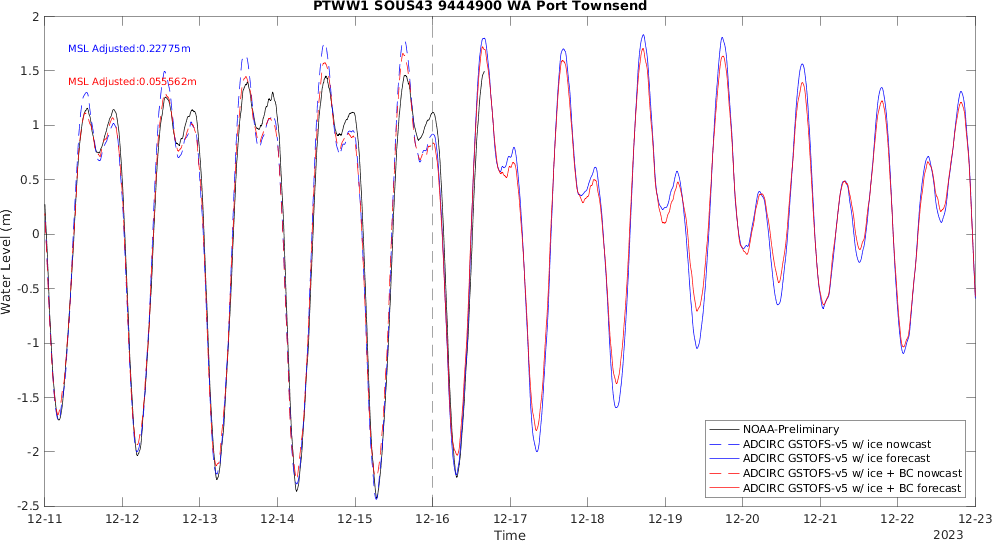 PTWW1 SOUS43 9444900 WA Port Townsend
MSL Adjusted:0.22775m
MSL Adjusted:0.055562m
Water Level (m)
2
1.5
1
0.5
0
-0.5
-1
-1.5
-2
-2.5
NOAA-Preliminary
ADCIRC GSTOFS-v5 w/ ice nowcast
ADCIRC GSTOFS-v5 w/ ice forecast
ADCIRC GSTOFS-v5 w/ ice + BC nowcast
ADCIRC GSTOFS-v5 w/ ice + BC forecast
12-11 12-12 12-13 12-14 12-15 12-16 12-17 12-18 12-19 12-20 12-21 12-22 12-23
Time
2023